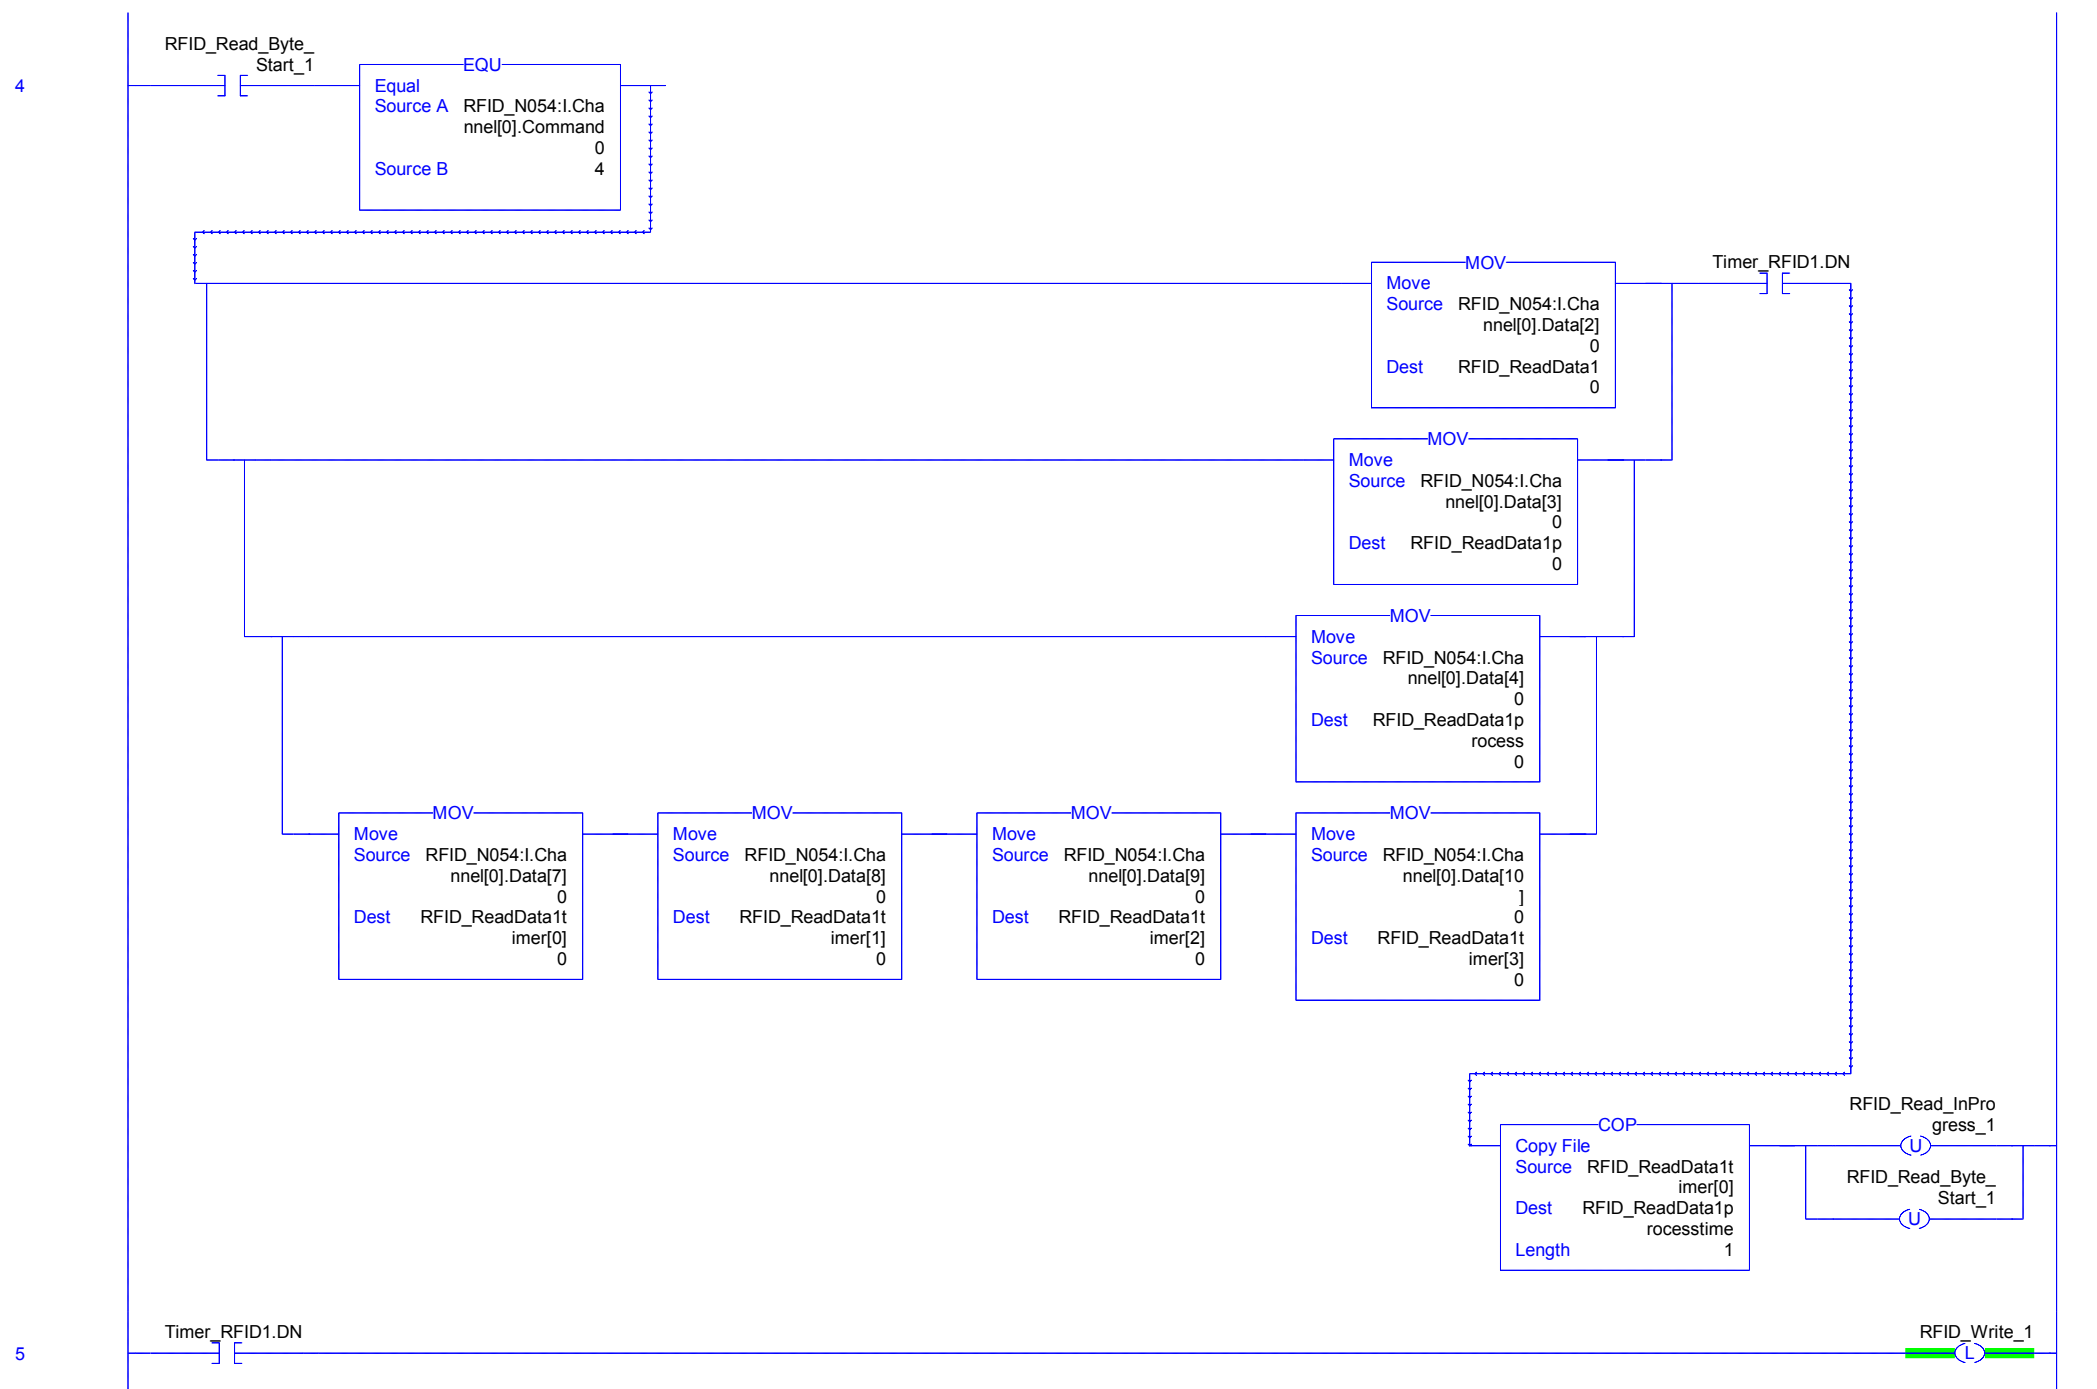 RFID_Read_Byte_
Start_1
4
EQU
Equal
Source A RFID_N054:I.Cha
nnel[0].Command
0
Source B 4
MOV
Move
Source RFID_N054:I.Cha
nnel[0].Data[2]
0
Dest RFID_ReadData1
0
Timer_RFID1.DN
MOV
Move
Source RFID_N054:I.Cha
nnel[0].Data[3]
0
Dest RFID_ReadData1p
0
MOV
Move
Source RFID_N054:I.Cha
nnel[0].Data[4]
0
Dest RFID_ReadData1p
rocess
0
MOV
Move
Source RFID_N054:I.Cha
nnel[0].Data[7]
0
Dest RFID_ReadData1t
imer[0]
0
MOV
Move
Source RFID_N054:I.Cha
nnel[0].Data[8]
0
Dest RFID_ReadData1t
imer[1]
0
MOV
Move
Source RFID_N054:I.Cha
nnel[0].Data[9]
0
Dest RFID_ReadData1t
imer[2]
0
MOV
Move
Source RFID_N054:I.Cha
nnel[0].Data[10
]
0
Dest RFID_ReadData1t
imer[3]
0
COP
Copy File
Source RFID_ReadData1t
imer[0]
Dest RFID_ReadData1p
rocesstime
Length 1
RFID_Read_InPro
gress_1
U
RFID_Read_Byte_
Start_1
U
5
Timer_RFID1.DN
RFID_Write_1
L